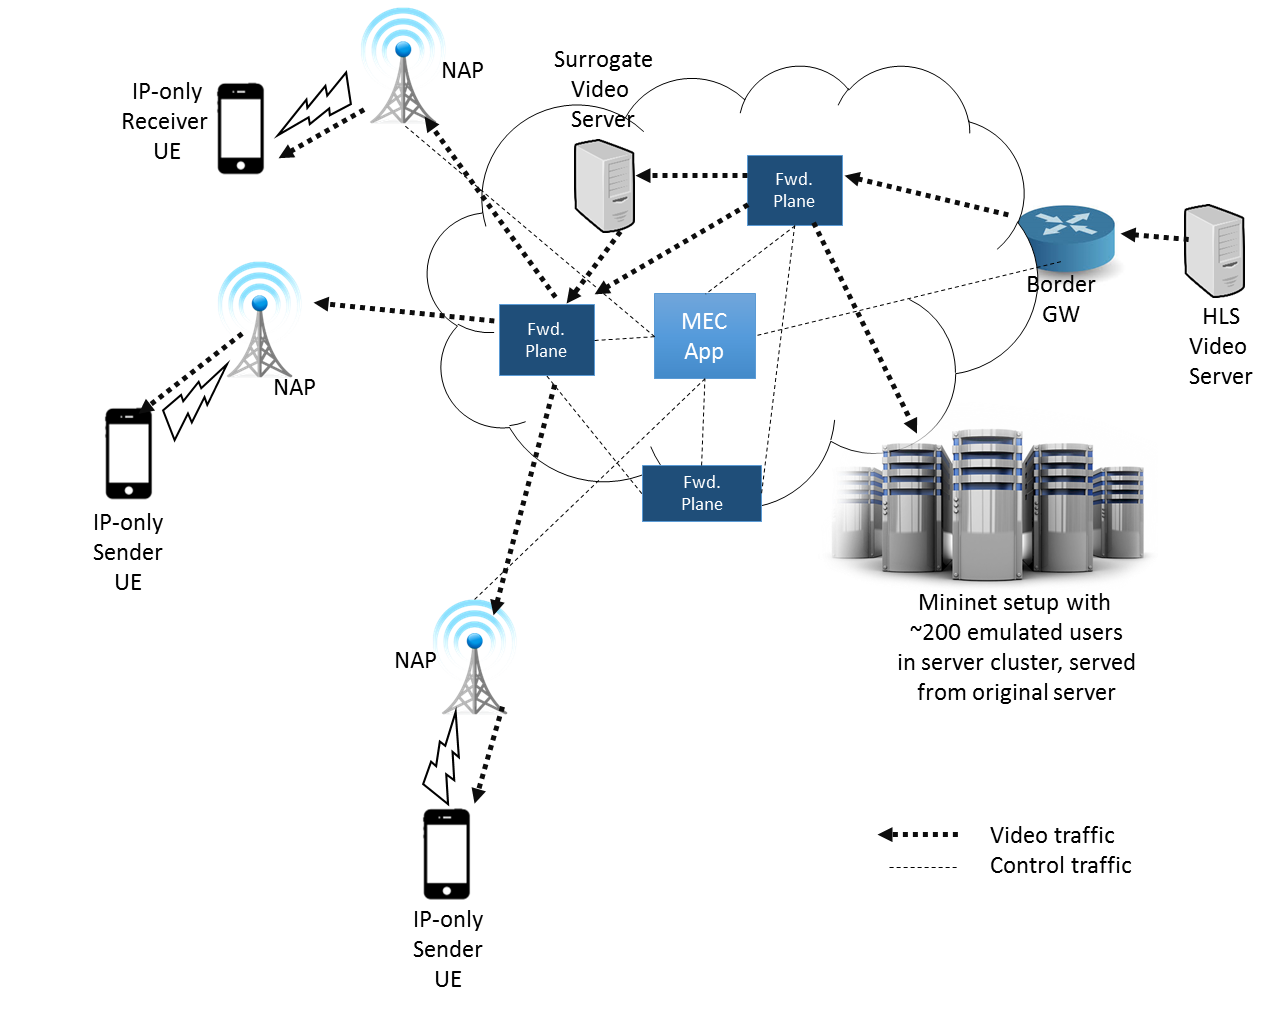 NAP
IP-only
Receiver
UE
Surrogate
Video
Server
Fwd.
Plane
Border
GW
HLS
Video
Server
MEC
App
Fwd.
Plane
NAP
IP-only
Sender
UE
Fwd.
Plane
NAP
Mininet setup with
~200 emulated users
in server cluster, served
from original server
Video traffic
Control traffic
IP-only
Sender
UE